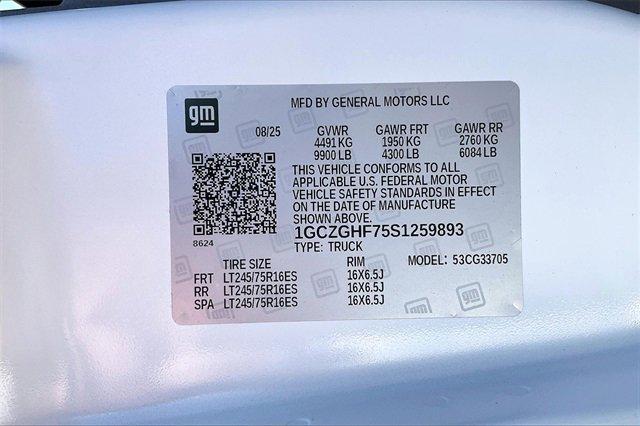 gm
MFD BY GENERAL MOTORS LLC
08/25 GVWR GAWR FRT GAWR RR
4491 KG 1950 KG 2760 KG
9900 LB 4300 LB 6084 LB
THIS VEHICLE CONFORMS TO ALL
APPLICABLE U.S. FEDERAL MOTOR
VEHICLE SAFETY STANDARDS IN EFFECT
ON THE DATE OF MANUFACTURE
SHOWN ABOVE.
1GCZGHF75S1259893
8624
TYPE: TRUCK
TIRE SIZE RIM MODEL: 53CG33705
FRT LT245/75R16ES 16X6.5J
RR LT245/75R16ES 16X6.5J
SPA LT245/75R16ES 16X6.5J